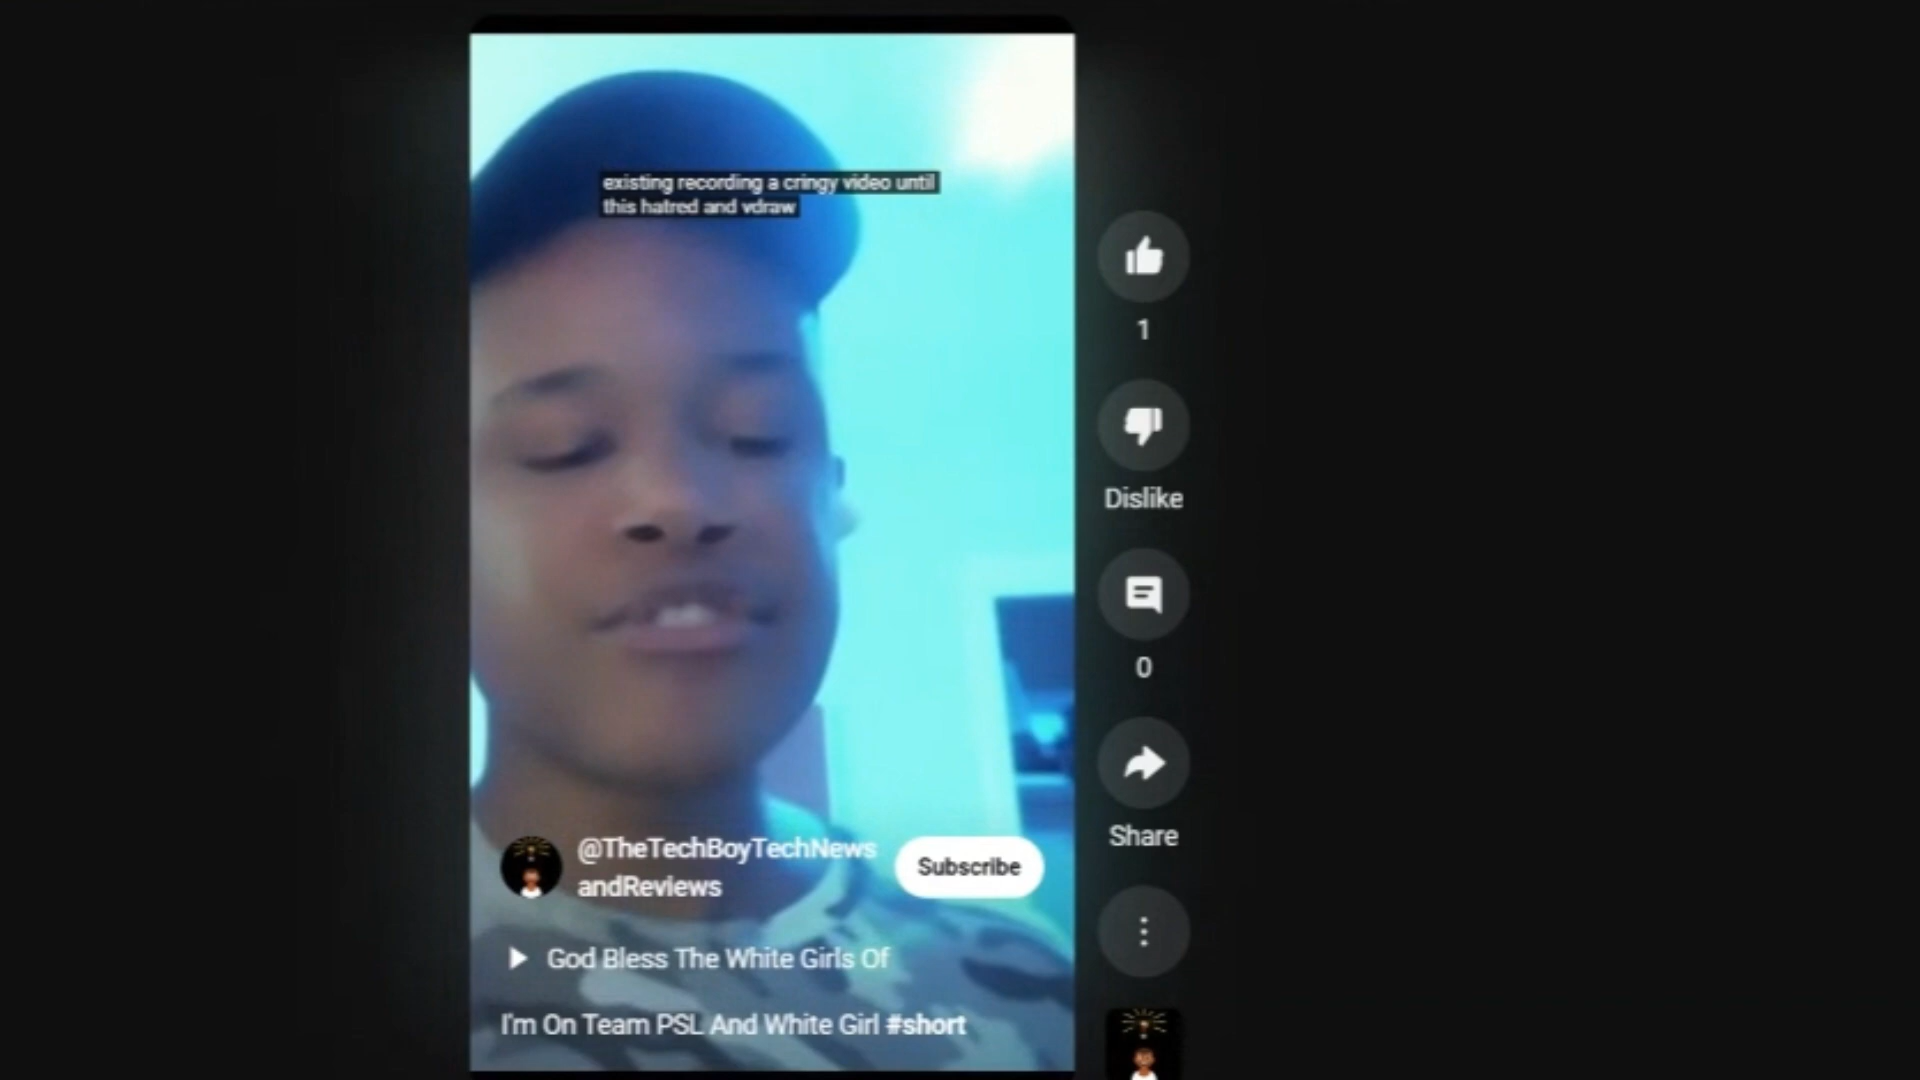 existing recording a cringy video until
this hatred and vdraw
1
Dislike
0
Share
@TheTechBoyTechNews
andReviews
Subscribe
God Bless The White Girls Of
I'm On Team PSL And White Girl #short